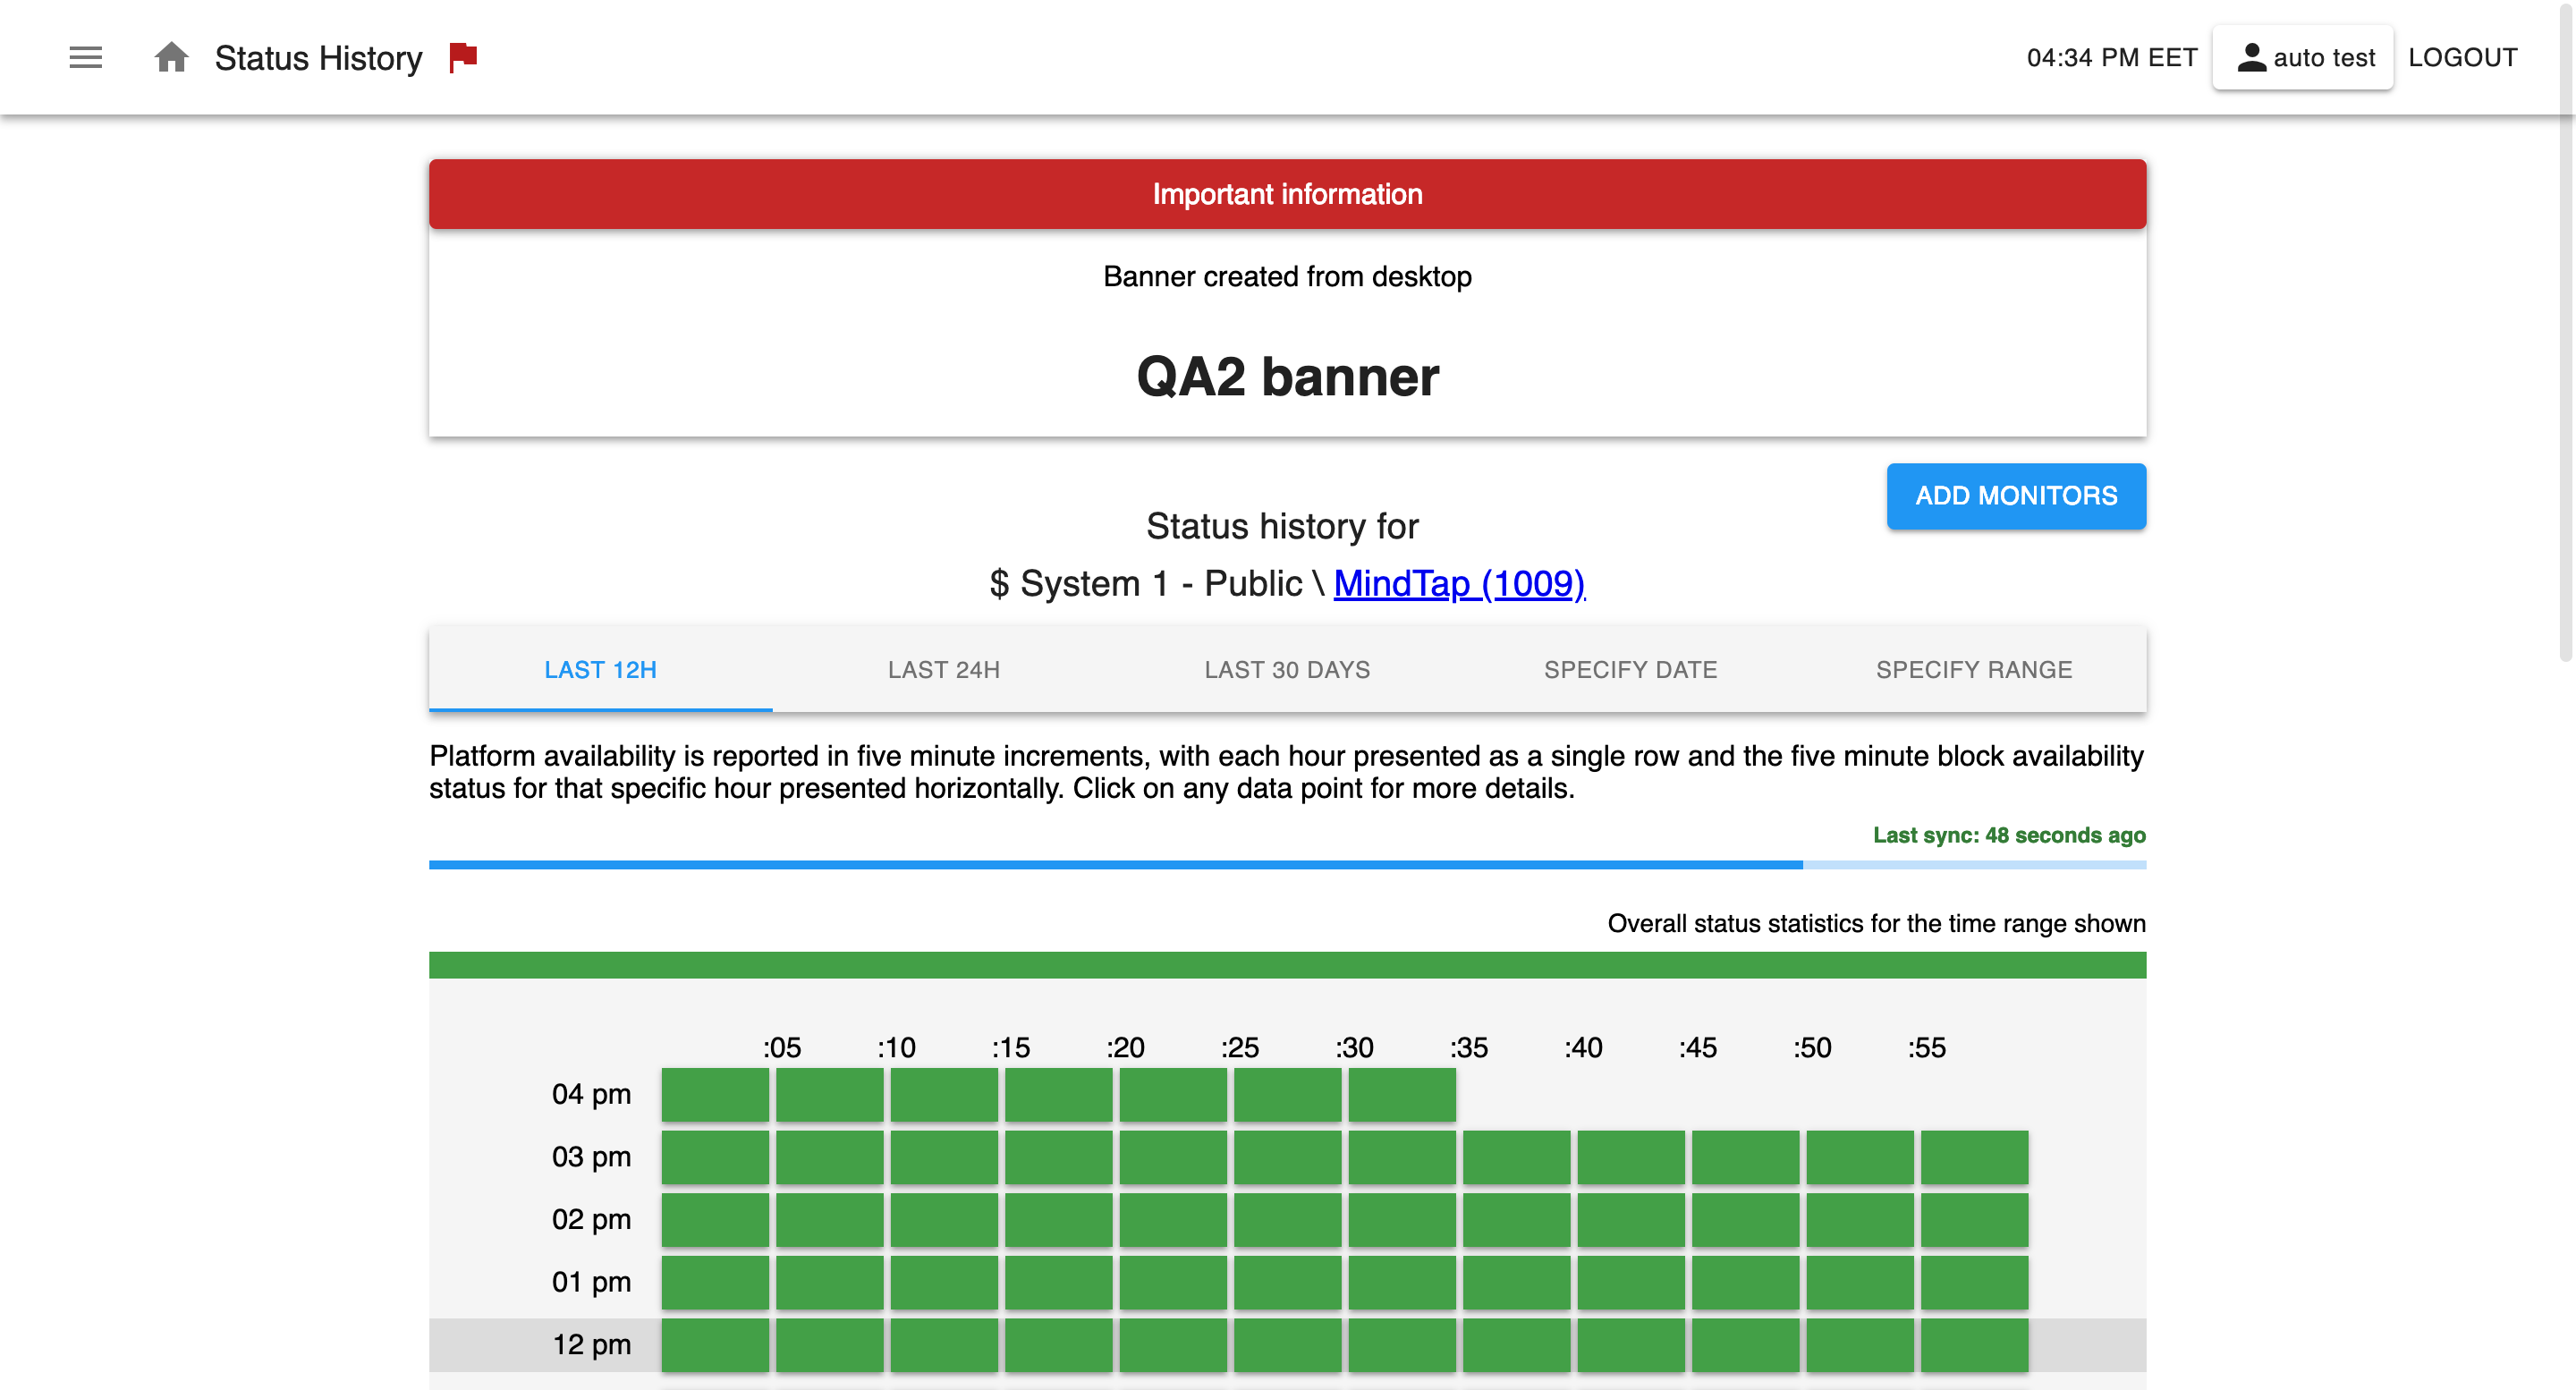 Status History
04:34 PM EET
auto test
LOGOUT
Important information
Banner created from desktop
QA2 banner
ADD MONITORS
Status history for
$ System 1 - Public \ MindTap (1009)
LAST 12H
LAST 24H
LAST 30 DAYS
SPECIFY DATE
SPECIFY RANGE
Platform availability is reported in five minute increments, with each hour presented as a single row and the five minute block availability
status for that specific hour presented horizontally. Click on any data point for more details.
Last sync: 48 seconds ago
Overall status statistics for the time range shown
:05 :10 :15 :20 :25 :30 :35 :40 :45 :50 :55
04 pm
03 pm
02 pm
01 pm
12 pm